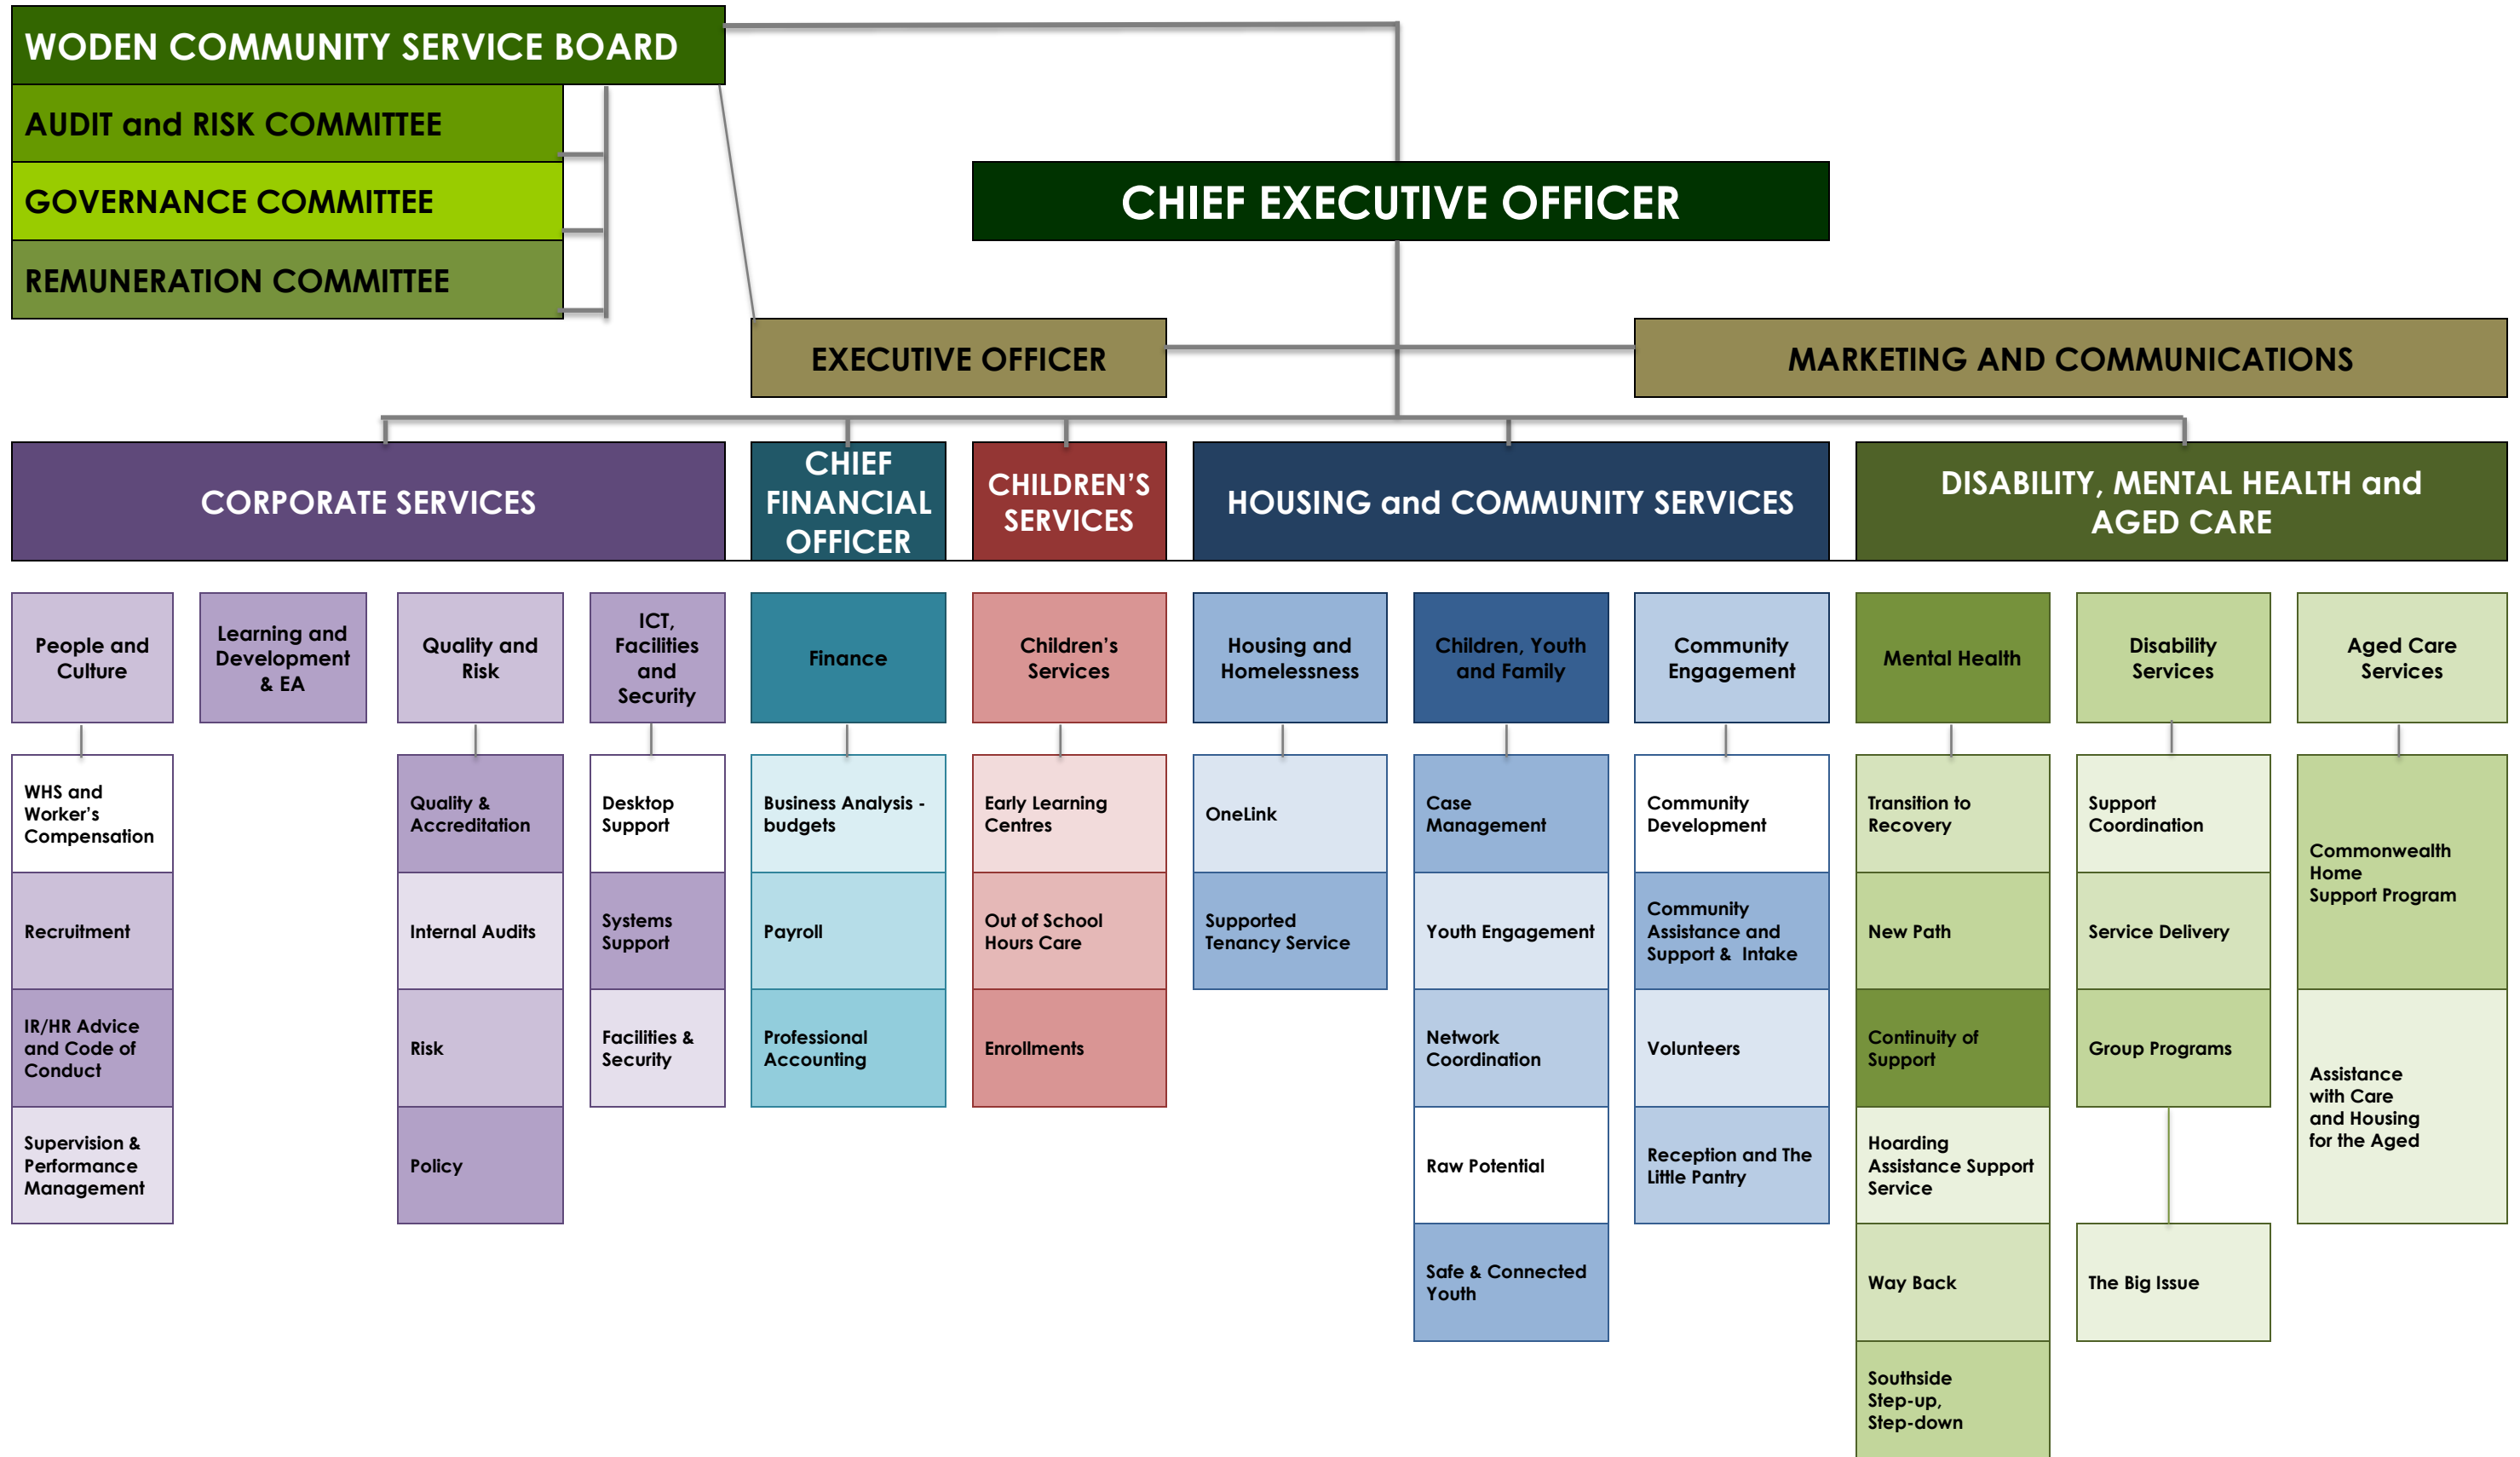 WODEN COMMUNITY SERVICE BOARD
AUDIT and RISK COMMITTEE
GOVERNANCE COMMITTEE
REMUNERATION COMMITTEE
CHIEF EXECUTIVE OFFICER
EXECUTIVE OFFICER
MARKETING AND COMMUNICATIONS
CORPORATE SERVICES
CHIEF
FINANCIAL
OFFICER
CHILDREN’S
SERVICES
HOUSING and COMMUNITY SERVICES
DISABILITY, MENTAL HEALTH and
AGED CARE
People and
Culture
Learning and
Development
& EA
Quality and
Risk
ICT,
Facilities
and
Security
Finance
Children’s
Services
Housing and
Homelessness
Children, Youth
and Family
Community
Engagement
Mental Health
Disability
Services
Aged Care
Services
WHS and
Worker’s
Compensation
Recruitment
IR/HR Advice
and Code of
Conduct
Supervision &
Performance
Management
Quality &
Accreditation
Internal Audits
Risk
Policy
Desktop
Support
Systems
Support
Facilities &
Security
Business Analysis -
budgets
Payroll
Professional
Accounting
Early Learning
Centres
Out of School
Hours Care
Enrollments
OneLink
Supported
Tenancy Service
Case
Management
Youth Engagement
Network
Coordination
Raw Potential
Safe & Connected
Youth
Community
Development
Community
Assistance and
Support &  Intake
Volunteers
Reception and The
Little Pantry
Transition to
Recovery
New Path
Continuity of
Support
Hoarding
Assistance Support
Service
Way Back
Southside
Step-up,
Step-down
Support
Coordination
Service Delivery
Group Programs
The Big Issue
Commonwealth
Home
Support Program
Assistance
with Care
and Housing
for the Aged